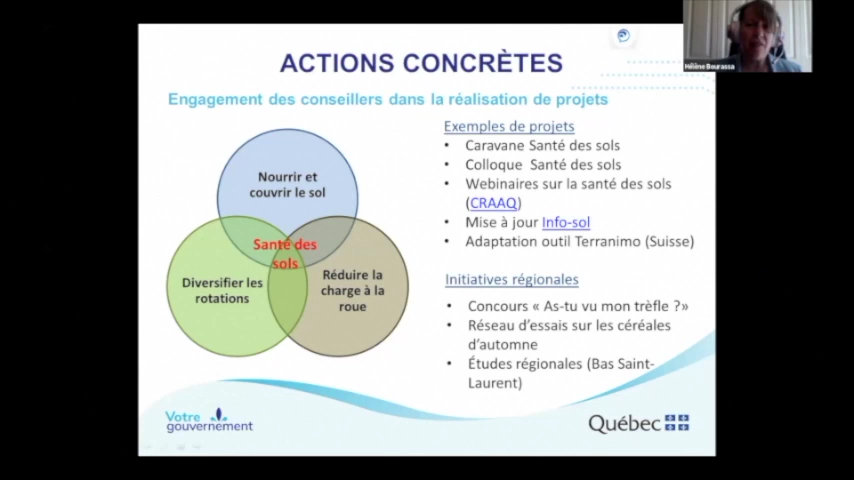 Hélène Bourassa
ACTIONS CONCRÈTES
Engagement des conseillers dans la réalisation de projets
Nourrir et
couvrir le sol
Santé des
sols
Diversifier les
rotations
Réduire la
charge à la
roue
Exemples de projets
• Caravane Santé des sols
• Colloque Santé des sols
• Webinaires sur la santé des sols
(CRAAQ)
• Mise à jour Info-sol
• Adaptation outil Terranimo (Suisse)
Initiatives régionales
• Concours « As-tu vu mon trèfle ?»
• Réseau d'essais sur les céréales
d'automne
• Études régionales (Bas Saint-
Laurent)
Votre
gouvernement
Québec